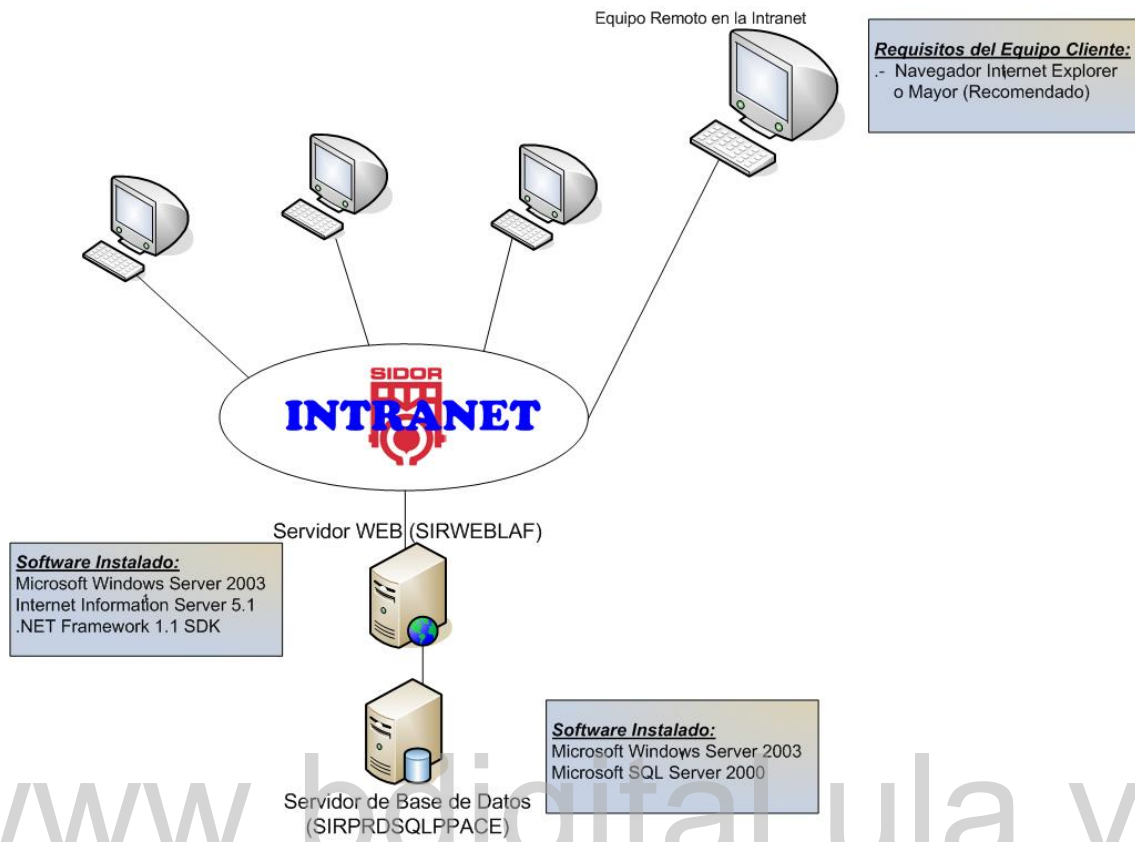 Equipo Remoto en la Intranet
Requisitos del Equipo Cliente:
.- Navegador Internet Explorer
o Mayor (Recomendado)
SIDOR
INTRANET
Servidor WEB (SIRWEBLAF)
Software Instalado:
Microsoft Windows Server 2003
Internet Information Server 5.1
.NET Framework 1.1 SDK
Software Instalado:
Microsoft Windows Server 2003
Microsoft SQL Server 2000
Servidor de Base de Datos
(SIRPRDSQLPPACE)
www.bdigital.ula.v